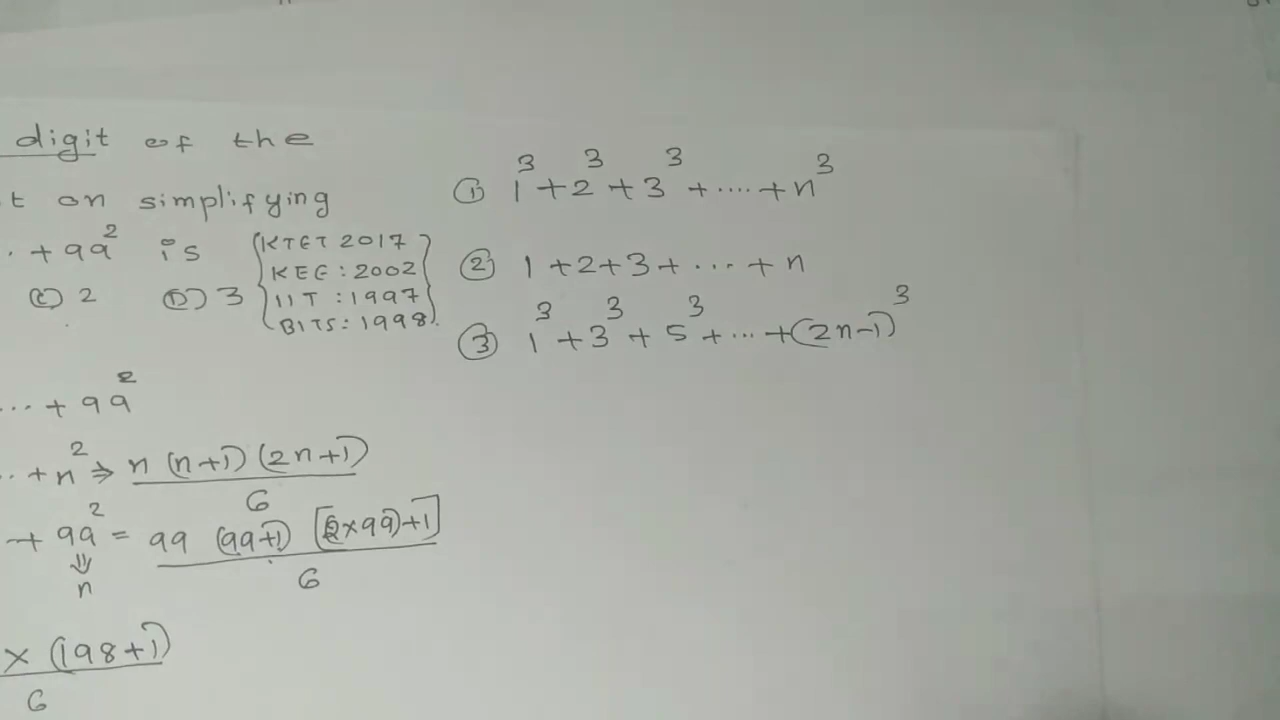 digit of the
t on simplifying
. + 99² is
(C) 2 (D) 3
{KTET 2017
KEE : 2002
IIT : 1997
BITS : 1998}.
... + 99²
.. + n² ⇒ n (n+1) (2n+1)
6
+ 99² = 99 (99+1) [(2×99)+1]
6
⇓
n
× (198+1)
6
① 1³ + 2³ + 3³ + .... + n³
② 1 + 2 + 3 + ... + n
③ 1³ + 3³ + 5³ + ... + (2n-1)³